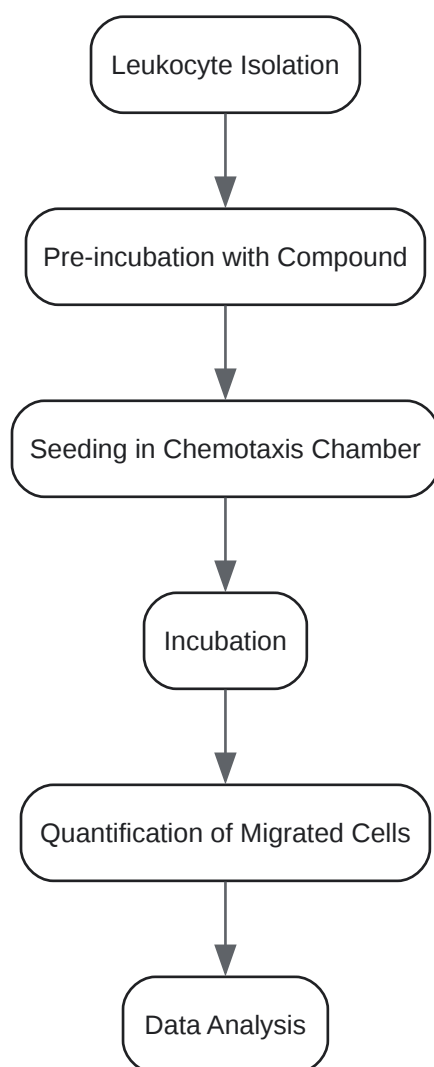 Leukocyte Isolation
Pre-incubation with Compound
Seeding in Chemotaxis Chamber
Incubation
Quantification of Migrated Cells
Data Analysis